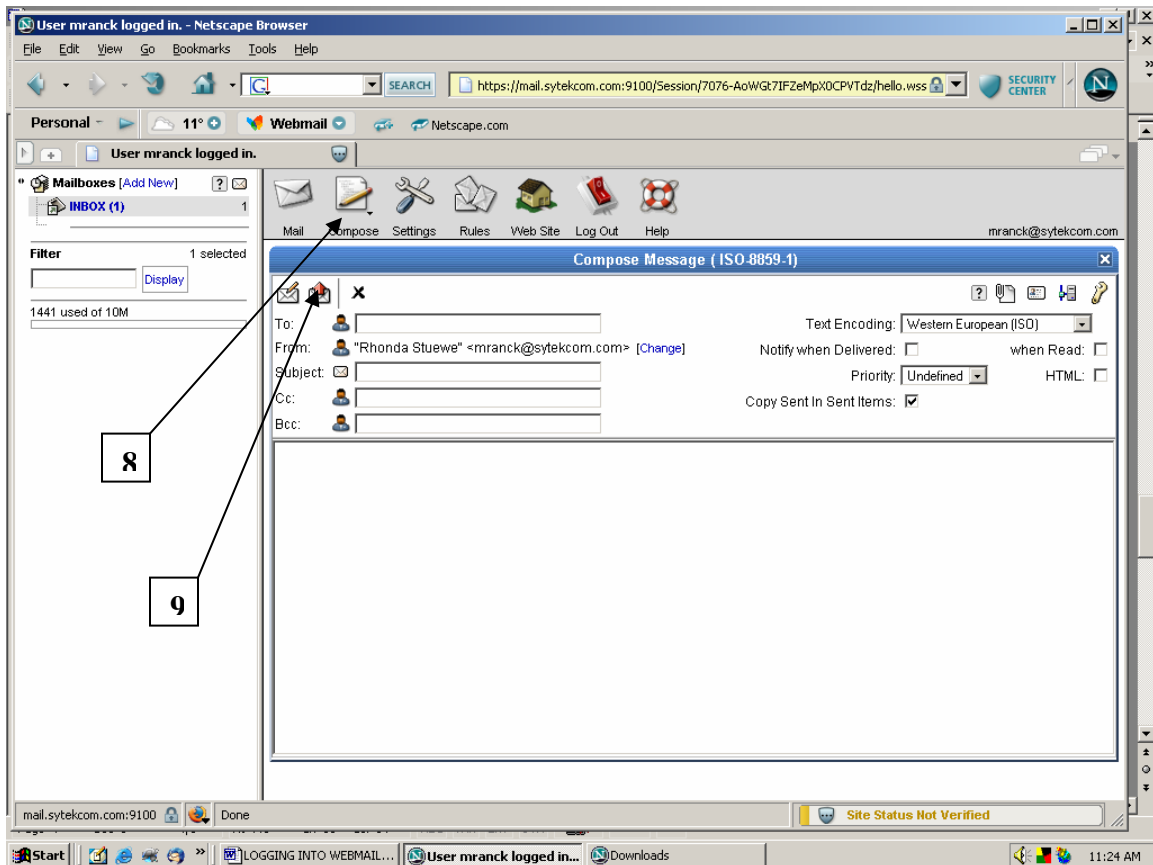 User mranck logged in. - Netscape Browser
File Edit View Go Bookmarks Tools Help
SEARCH https://mail.sytekcom.com:9100/Session/7076-AoWGt7IFZeMpX0CPVTdz/hello.wss SECURITY CENTER
Personal 11° Webmail Netscape.com
User mranck logged in.
Mailboxes [Add New]
INBOX (1) 1
Filter 1 selected
Display
1441 used of 10M
Mail Compose Settings Rules Web Site Log Out Help mranck@sytekcom.com
Compose Message ( ISO-8859-1)
To: Text Encoding: Western European (ISO)
From: "Rhonda Stuewe" <mranck@sytekcom.com> [Change] Notify when Delivered: when Read:
Subject: Priority: Undefined HTML:
Cc: Copy Sent In Sent Items:
Bcc:
8
9
mail.sytekcom.com:9100 Done Site Status Not Verified
Start LOGGING INTO WEBMAIL... User mranck logged in... Downloads 11:24 AM